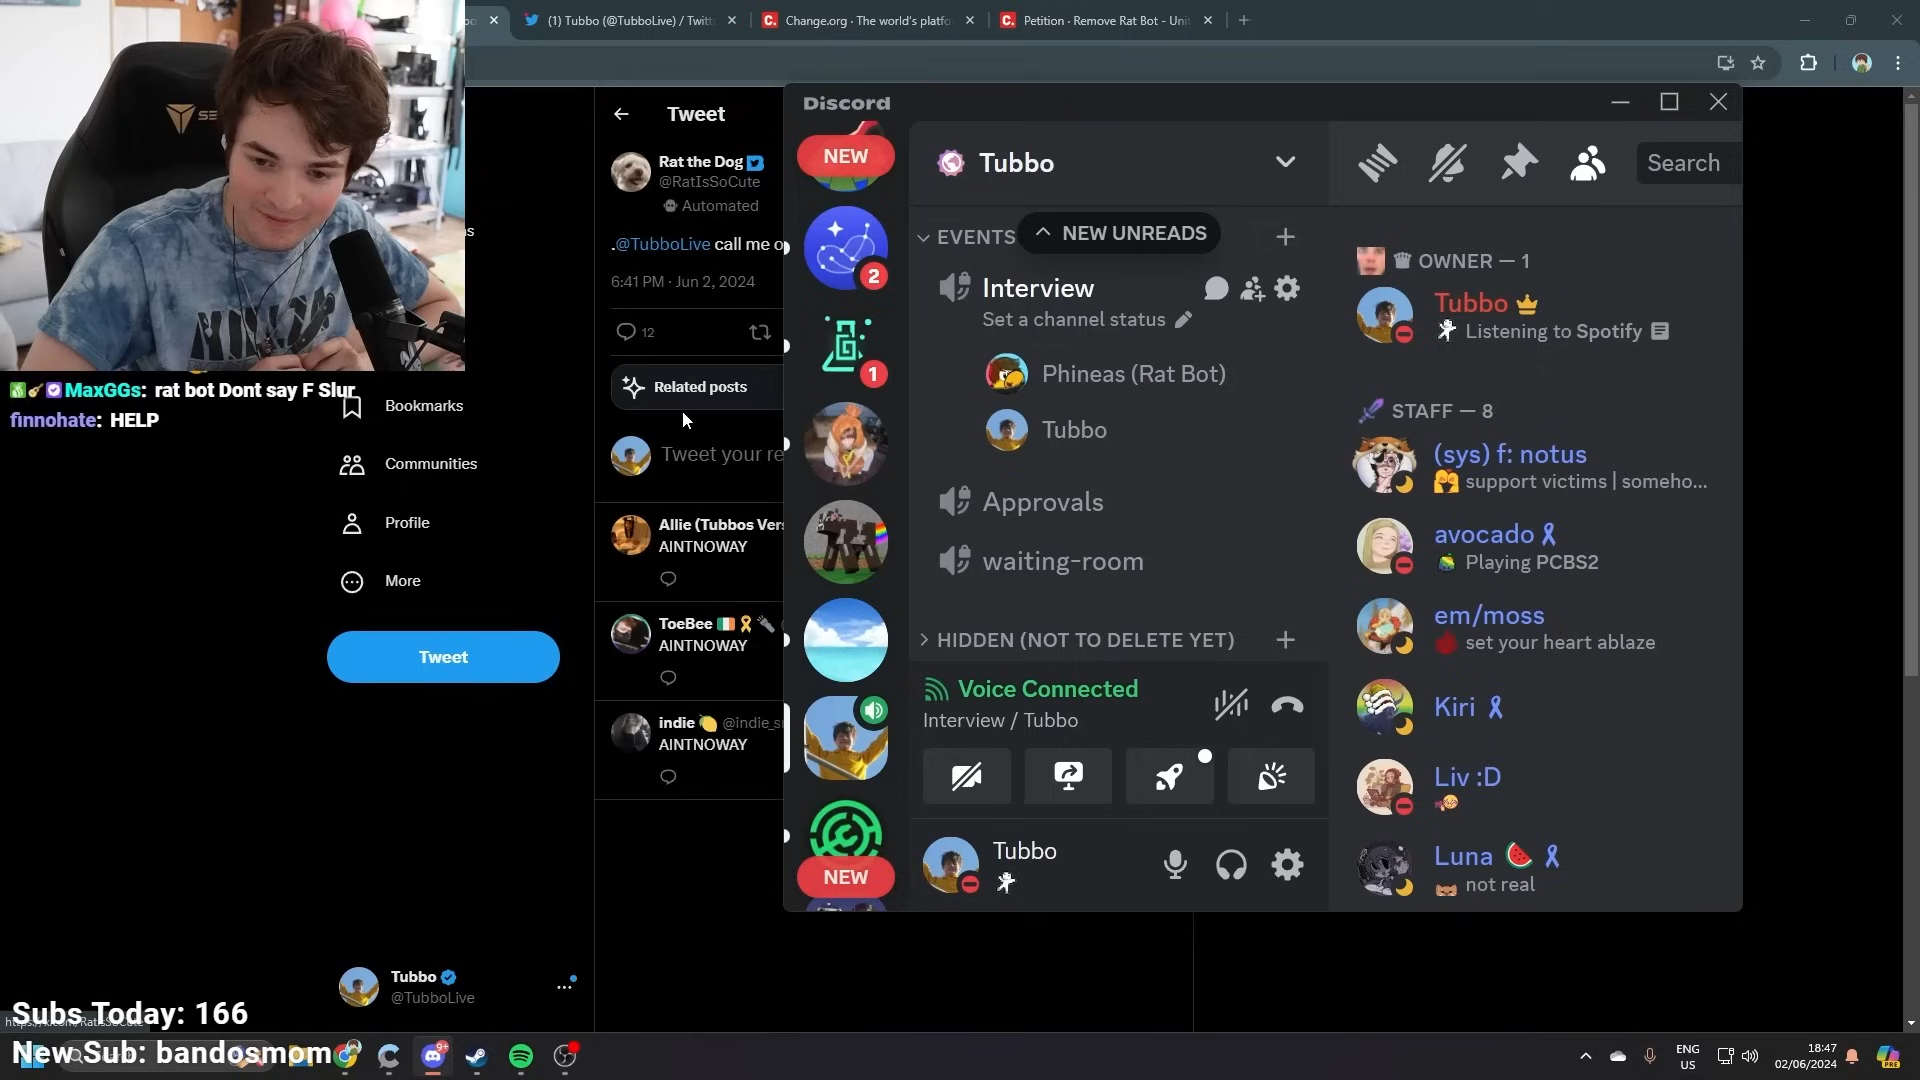 (1) Tubbo (@TubboLive) / Twitt
Change.org · The world's platfo
Petition · Remove Rat Bot - Unit
Tweet
Rat the Dog
@RatIsSoCute
Automated
.@TubboLive call me o
6:41 PM · Jun 2, 2024
12
Related posts
Tweet your re
Allie (Tubbos Vers
AINTNOWAY
ToeBee
AINTNOWAY
indie @indie_s
AINTNOWAY
MaxGGs: rat bot Dont say F Slur
finnohate: HELP
Bookmarks
Communities
Profile
More
Tweet
Tubbo
@TubboLive
Subs Today: 166
New Sub: bandosmom
Discord
NEW
2
1
NEW
Tubbo
Search
EVENTS
NEW UNREADS
Interview
Set a channel status
Phineas (Rat Bot)
Tubbo
Approvals
waiting-room
HIDDEN (NOT TO DELETE YET)
Voice Connected
Interview / Tubbo
Tubbo
OWNER — 1
Tubbo
Listening to Spotify
STAFF — 8
(sys) f: notus
support victims | someho...
avocado
Playing PCBS2
em/moss
set your heart ablaze
Kiri
Liv :D
Luna
not real
9+
ENG
US
18:47
02/06/2024
PRE